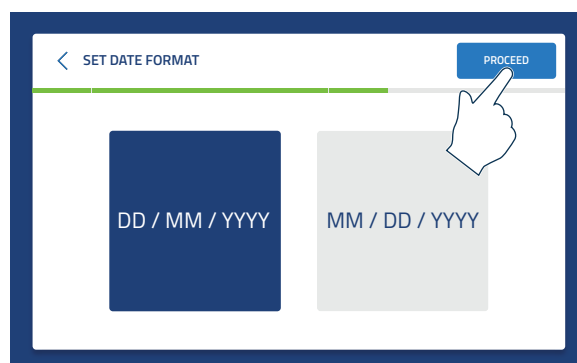 SET DATE FORMAT
PROCEED
DD / MM / YYYY
MM / DD / YYYY